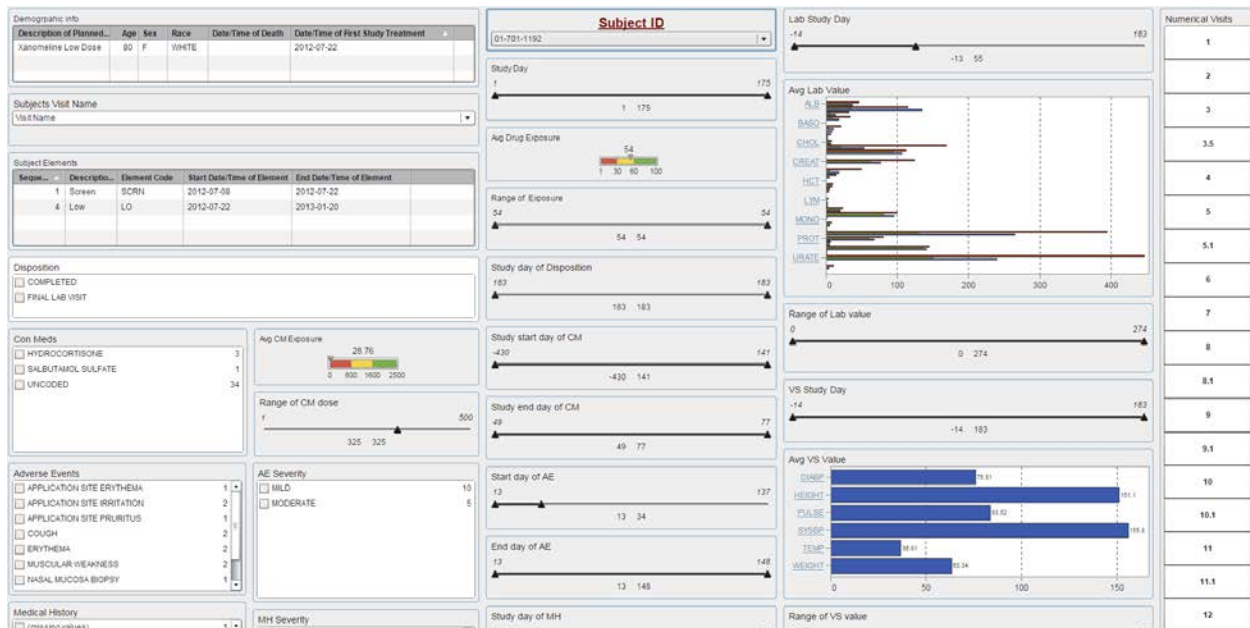 Demogrpahic info
Description of Planned... Age Sex Race Date/Time of Death Date/Time of First Study Treatment
Xanomeline Low Dose 80 F WHITE 2012-07-22
Subjects Visit Name
Visit Name
Subject Elements
Seque... Descriptio... Element Code Start Date/Time of Element End Date/Time of Element
1 Screen SCRN 2012-07-08 2012-07-22
4 Low LO 2012-07-22 2013-01-20
Disposition
COMPLETED
FINAL LAB VISIT
Con Meds
HYDROCORTISONE 3
SALBUTAMOL SULFATE 1
UNCODED 34
Avg CM Exposure
28.76
0 800 1600 2500
Range of CM dose
1 500
325 325
Adverse Events
APPLICATION SITE ERYTHEMA 1
APPLICATION SITE IRRITATION 2
APPLICATION SITE PRURITUS 1
COUGH 2
ERYTHEMA 2
MUSCULAR WEAKNESS 2
NASAL MUCOSA BIOPSY 1
AE Severity
MILD 10
MODERATE 5
Medical History
(missing values) 1
MH Severity
Subject ID
01-701-1192
Study Day
1 175
1 175
Avg Drug Exposure
54
1 30 60 100
Range of Exposure
54 54
54 54
Study day of Disposition
183 183
183 183
Study start day of CM
-430 141
-430 141
Study end day of CM
49 77
49 77
Start day of AE
13 137
13 34
End day of AE
13 148
13 148
Study day of MH
Lab Study Day
-14 183
-13 55
Avg Lab Value
ALB
BASO
CHOL
CREAT
HCT
LYM
MONO
PROT
URATE
0 100 200 300 400
Range of Lab value
0 274
0 274
VS Study Day
-14 183
-14 183
Avg VS Value
DIABP
HEIGHT 151.1
PULSE
SYSBP
TEMP
WEIGHT
0 50 100 150
Range of VS value
Numerical Visits
1
2
3
3.5
4
5
5.1
6
7
8
8.1
9
9.1
10
10.1
11
11.1
12